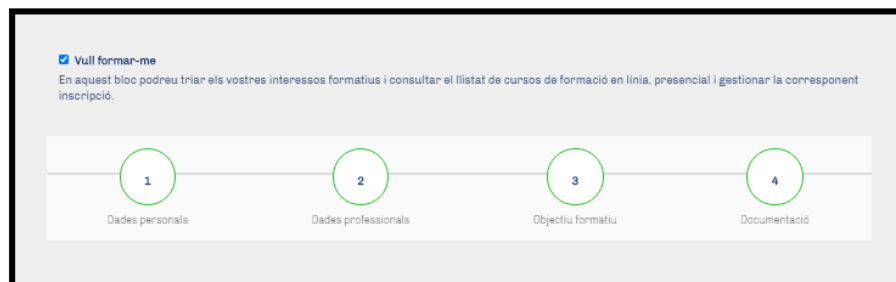 Vull formar-me
En aquest bloc podreu triar els vostres interessos formatius i consultar el llistat de cursos de formació en línia, presencial i gestionar la corresponent
inscripció.
1
2
3
4
Dades personals
Dades professionals
Objectiu formatiu
Documentació